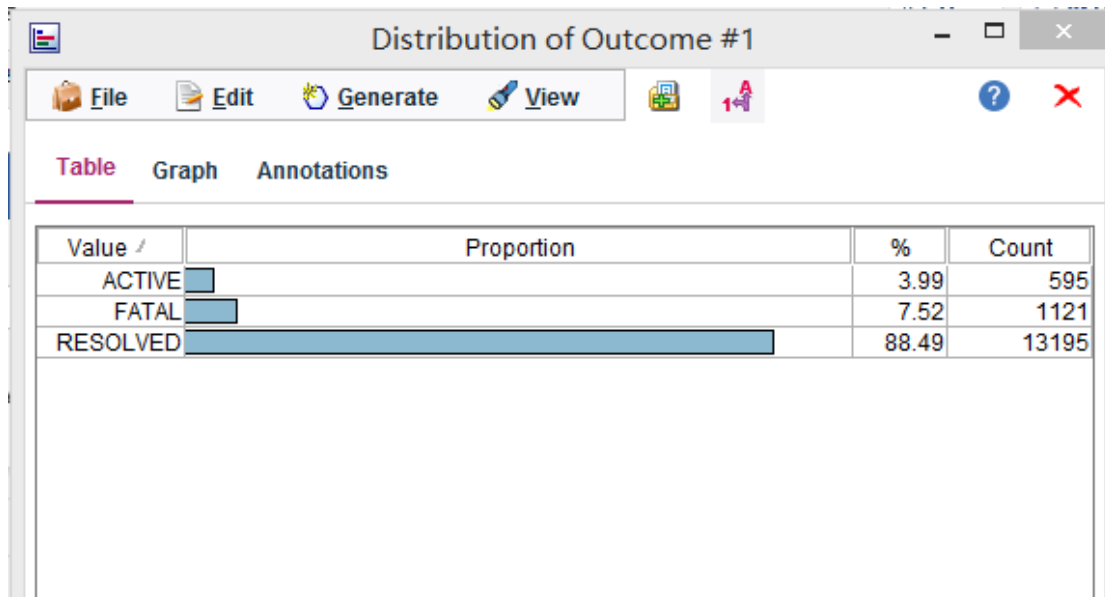 Distribution of Outcome #1
File Edit Generate View
Table Graph Annotations
Value Proportion % Count
ACTIVE 3.99 595
FATAL 7.52 1121
RESOLVED 88.49 13195